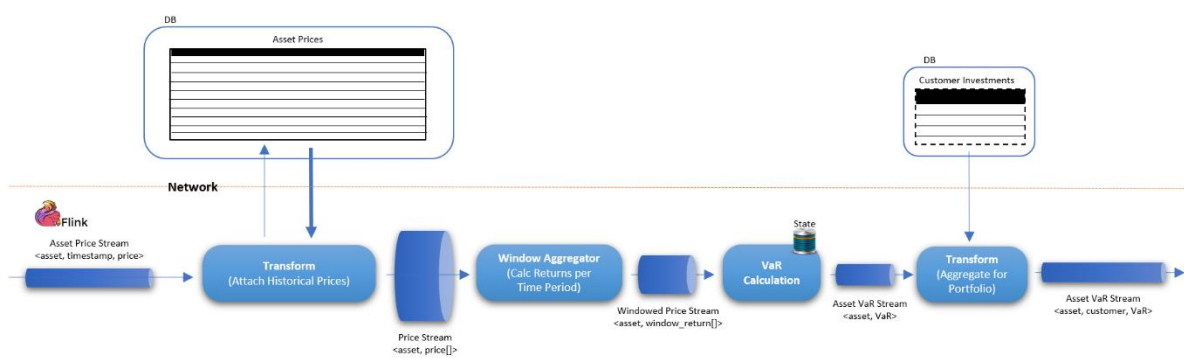 DB
Asset Prices
DB
Customer Investments
Network
Flink
Asset Price Stream
<asset, timestamp, price>
Transform
(Attach Historical Prices)
Price Stream
<asset, price[]>
Window Aggregator
(Calc Returns per
Time Period)
Windowed Price Stream
<asset, window_return[]>
State
VaR
Calculation
Asset VaR Stream
<asset, VaR>
Transform
(Aggregate for
Portfolio)
Asset VaR Stream
<asset, customer, VaR>